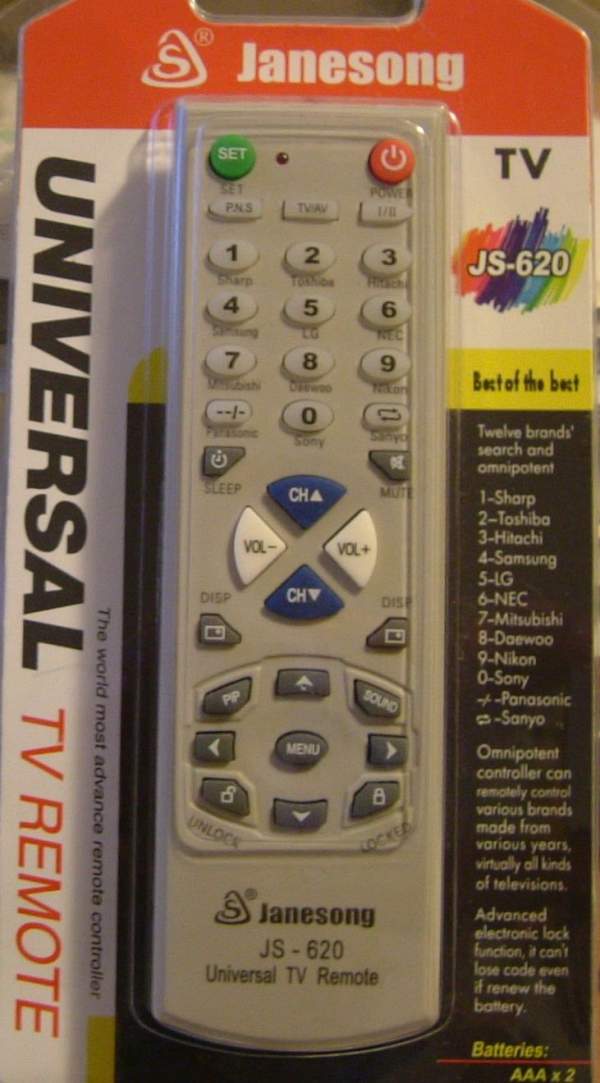 Janesong
UNIVERSAL TV REMOTE
The world most advance remote controller
TV
JS-620
Best of the best
Twelve brands'
search and
omnipotent
1-Sharp
2-Toshiba
3-Hitachi
4-Samsung
5-LG
6-NEC
7-Mitsubishi
8-Daewoo
9-Nikon
0-Sony
-/--Panasonic
-Sanyo
Omnipotent
controller can
remotely control
various brands
made from
various years,
virtually all kinds
of televisions.
Advanced
electronic lock
function, it can't
lose code even
if renew the
battery.
Batteries:
AAA x 2
SET
SET POWER
P.N.S TV/AV I/II
1 2 3
Sharp Toshiba Hitachi
4 5 6
Samsung LG NEC
7 8 9
Mitsubishi Daewoo Nikon
--/- 0
Panasonic Sony Sanyo
SLEEP MUTE
CH▲
VOL- VOL+
CH▼
DISP DISP
PIP SOUND
MENU
UNLOCK LOCKED
Janesong
JS - 620
Universal TV Remote